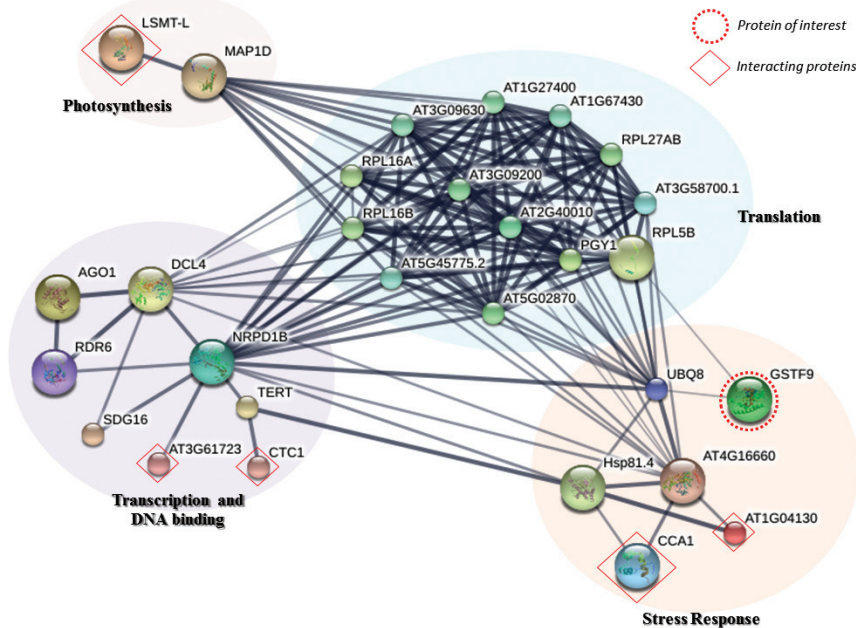 LSMT-L
MAP1D
Photosynthesis
Protein of interest
Interacting proteins
AT1G27400
AT3G09630
AT1G67430
RPL27AB
RPL16A
AT3G09200
AT3G58700.1
RPL16B
AT2G40010
Translation
PGY1
RPL5B
AT5G45775.2
AT5G02870
AGO1
DCL4
NRPD1B
RDR6
TERT
SDG16
AT3G61723
CTC1
Transcription and
DNA binding
UBQ8
GSTF9
Hsp81.4
AT4G16660
AT1G04130
CCA1
Stress Response